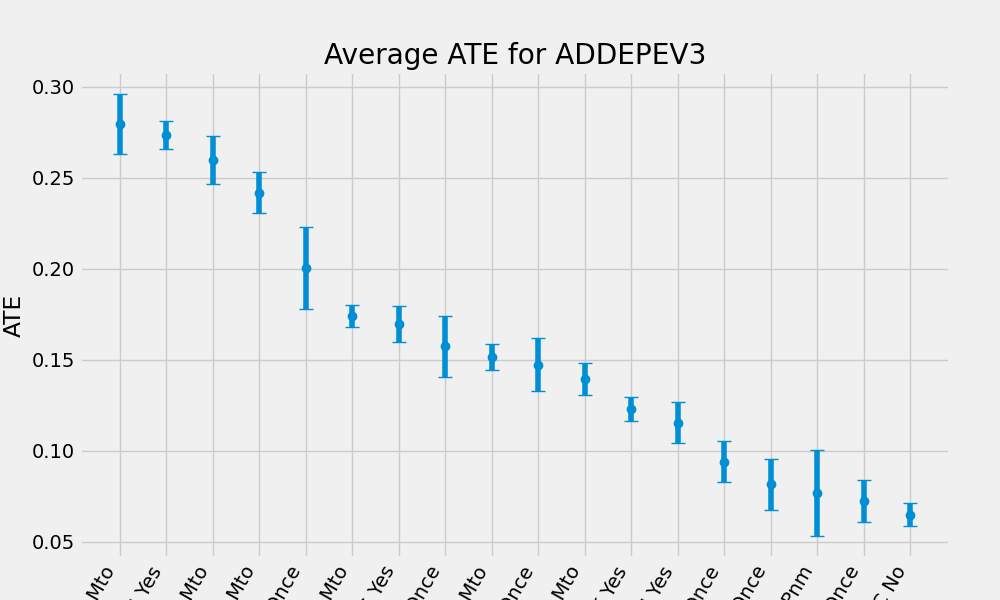 Average ATE for ADDEPEV3
ATE
0.30
0.25
0.20
0.15
0.10
0.05
Mto
Yes
Mto
Mto
Once
Mto
Yes
Once
Mto
Once
Mto
Yes
Yes
Once
Once
Pnm
Once
No